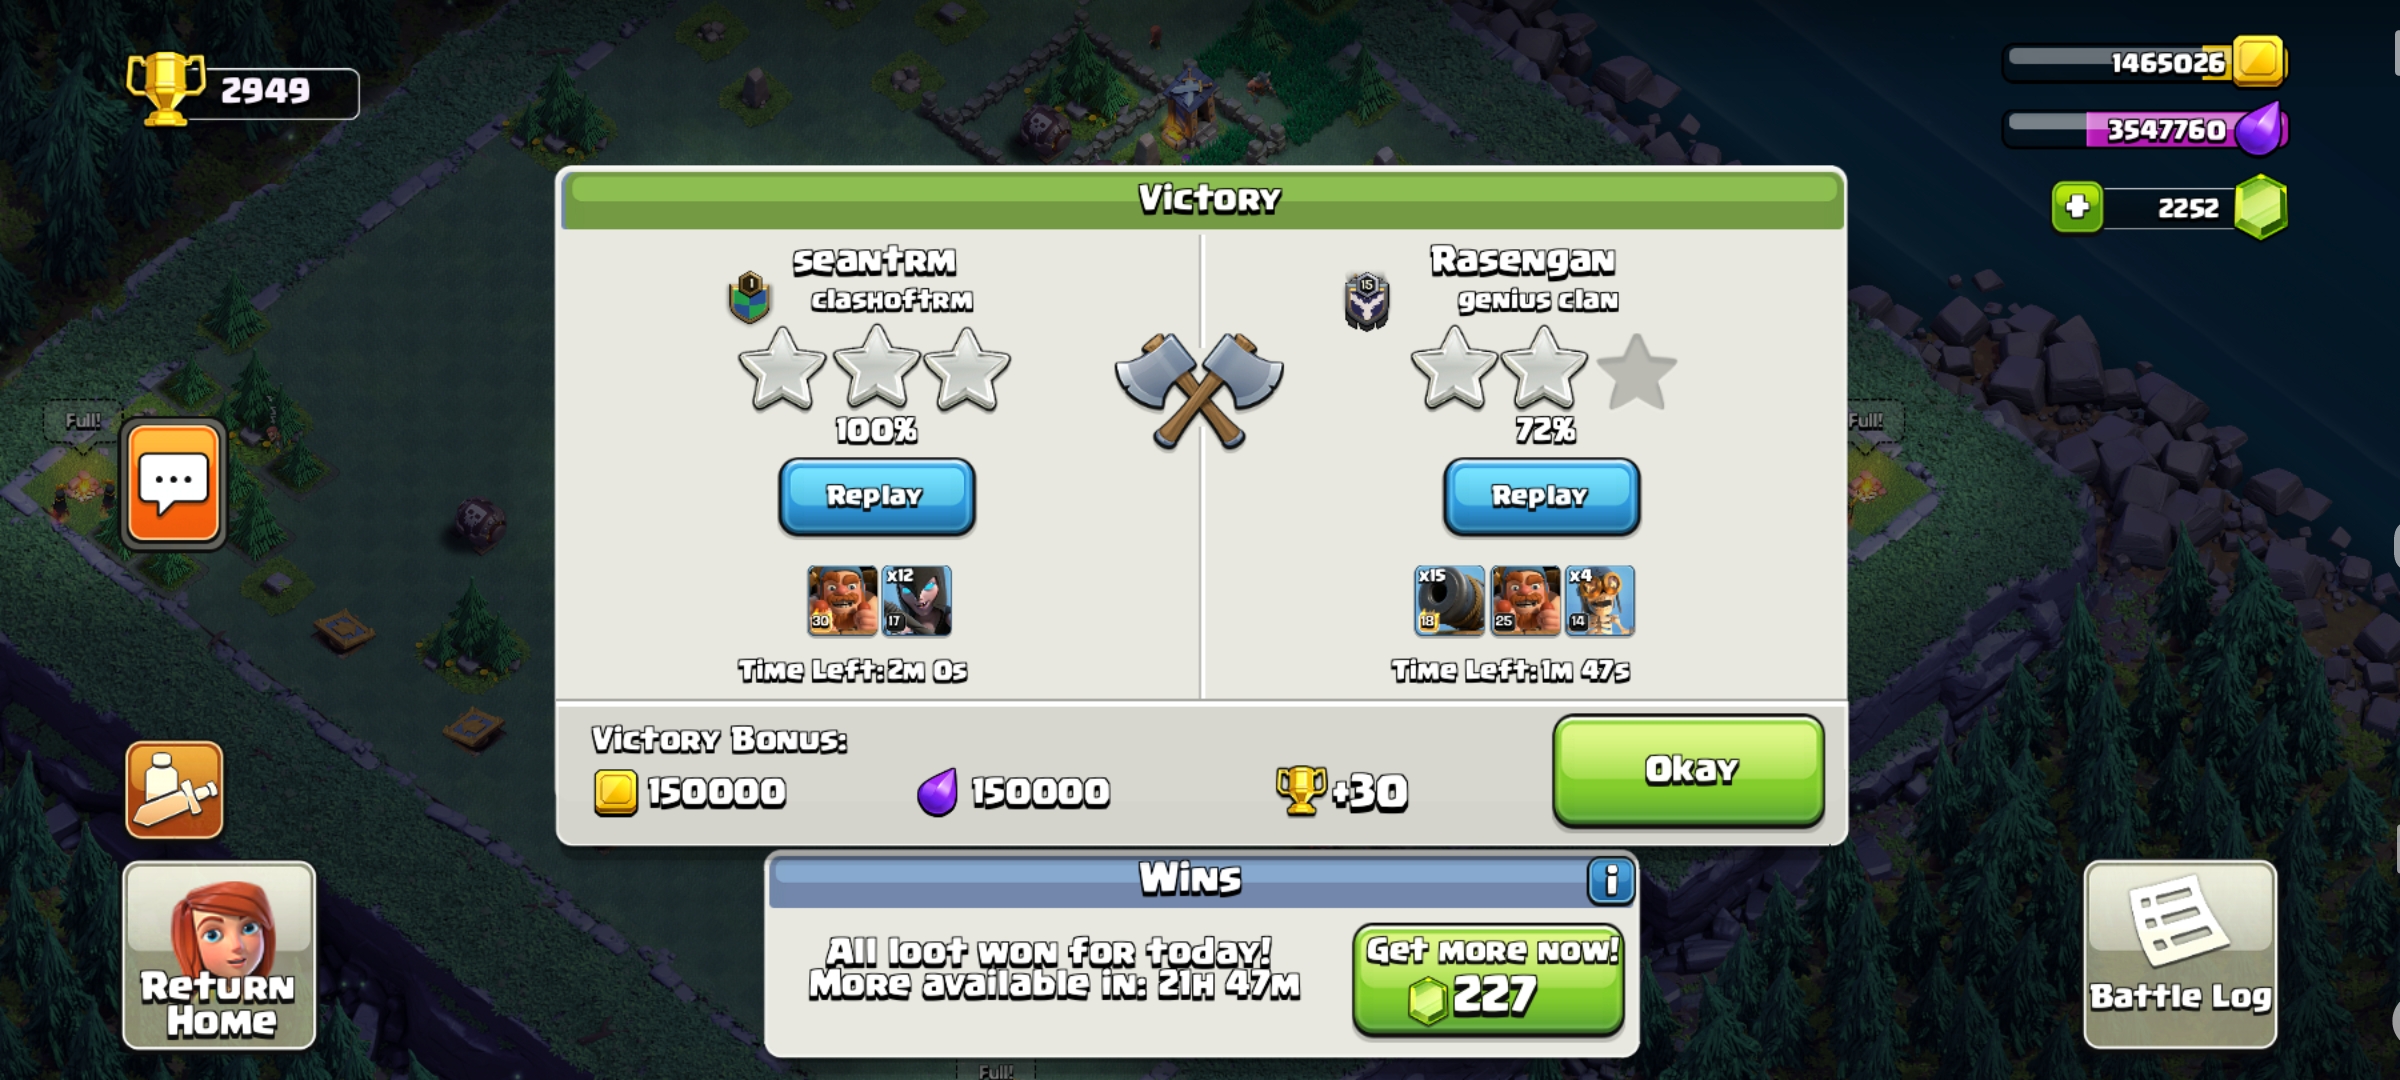 2949
1465026
3547760
2252
Victory
seantrm
clashoftrm
1
100%
Replay
30
x12
17
Time Left:2m 0s
Rasengan
genius clan
15
72%
Replay
x15
18
25
x4
14
Time Left:1m 47s
Full!
Full!
Victory Bonus:
150000
150000
+30
Okay
Wins
i
All loot won for today!
More available in: 21H 47M
Get more now!
227
Return
Home
Battle Log
Full!